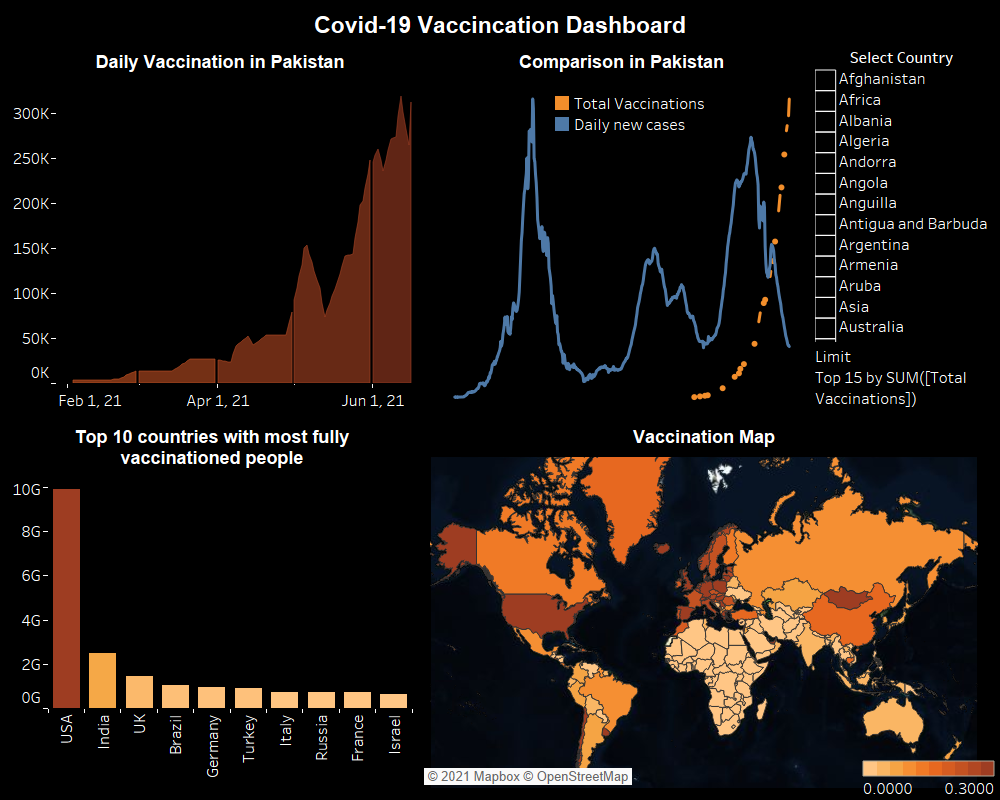 Covid-19 Vaccincation Dashboard
Daily Vaccination in Pakistan
300K
250K
200K
150K
100K
50K
0K
Feb 1, 21
Apr 1, 21
Jun 1, 21
Comparison in Pakistan
Total Vaccinations
Daily new cases
Select Country
Afghanistan
Africa
Albania
Algeria
Andorra
Angola
Anguilla
Antigua and Barbuda
Argentina
Armenia
Aruba
Asia
Australia
Limit
Top 15 by SUM([Total
Vaccinations])
Top 10 countries with most fully
vaccinationed people
10G
8G
6G
4G
2G
0G
USA
India
UK
Brazil
Germany
Turkey
Italy
Russia
France
Israel
Vaccination Map
© 2021 Mapbox © OpenStreetMap
0.0000
0.3000